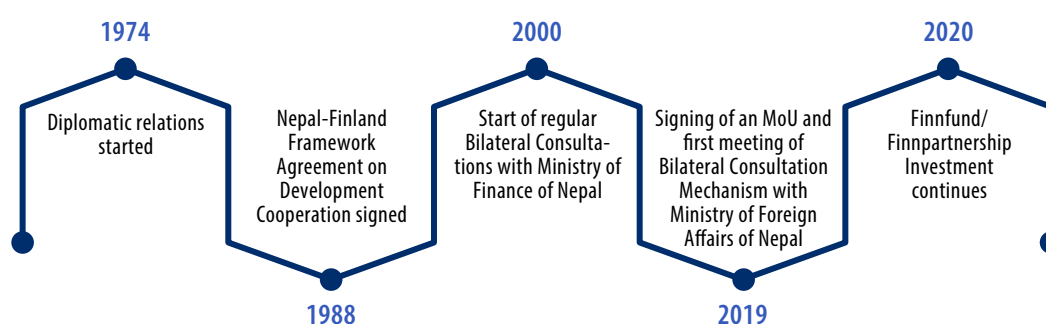 1974
Diplomatic relations
started
Nepal-Finland
Framework
Agreement on
Development
Cooperation signed
1988
2000
Start of regular
Bilateral Consulta-
tions with Ministry of
Finance of Nepal
Signing of an MoU and
first meeting of
Bilateral Consultation
Mechanism with
Ministry of Foreign
Affairs of Nepal
2019
2020
Finnfund/
Finnpartnership
Investment
continues